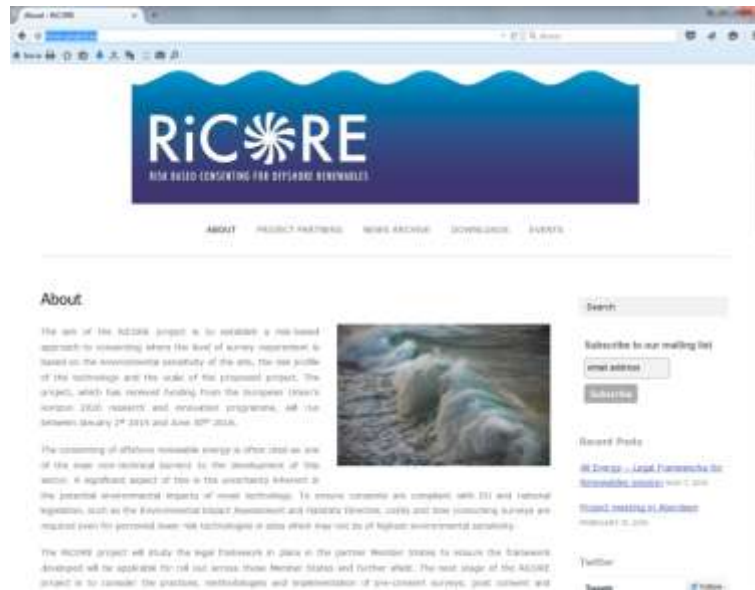 About - RiCORE
RiCORE
RISK BASED CONSENTING FOR OFFSHORE RENEWABLES
ABOUT PROJECT PARTNERS NEWS ARCHIVE DOWNLOADS EVENTS
About
Search
The aim of the RiCORE project is to establish a risk-based
approach to consenting where the level of survey requirement is
based on the environmental sensitivity of the site, the risk profile
of the technology and the scale of the proposed project. The
project, which has received funding from the European Union's
Horizon 2020 research and innovation programme, will run
between January 1st 2015 and June 30th 2016.
Subscribe to our mailing list
email address
Subscribe
The consenting of offshore renewable energy is often cited as one
of the main non-technical barriers to the development of this
sector. A significant aspect of this is the uncertainty inherent in
the potential environmental impacts of novel technology. To ensure consents are compliant with EU and national
legislation, such as the Environmental Impact Assessment and Habitats Directive, costly and time consuming surveys are
required even for perceived lower risk technologies in sites which may not be of highest environmental sensitivity.
Recent Posts
All Energy – Legal Frameworks for
Renewables session
Project meeting in Aberdeen
The RiCORE project will study the legal framework in place in the partner Member States to ensure the framework
developed will be applicable for roll out across these Member States and further afield. The next stage of the RiCORE
project is to consider the practices, methodologies and implementation of pre-consent surveys, post consent and
Twitter
Tweets Follow